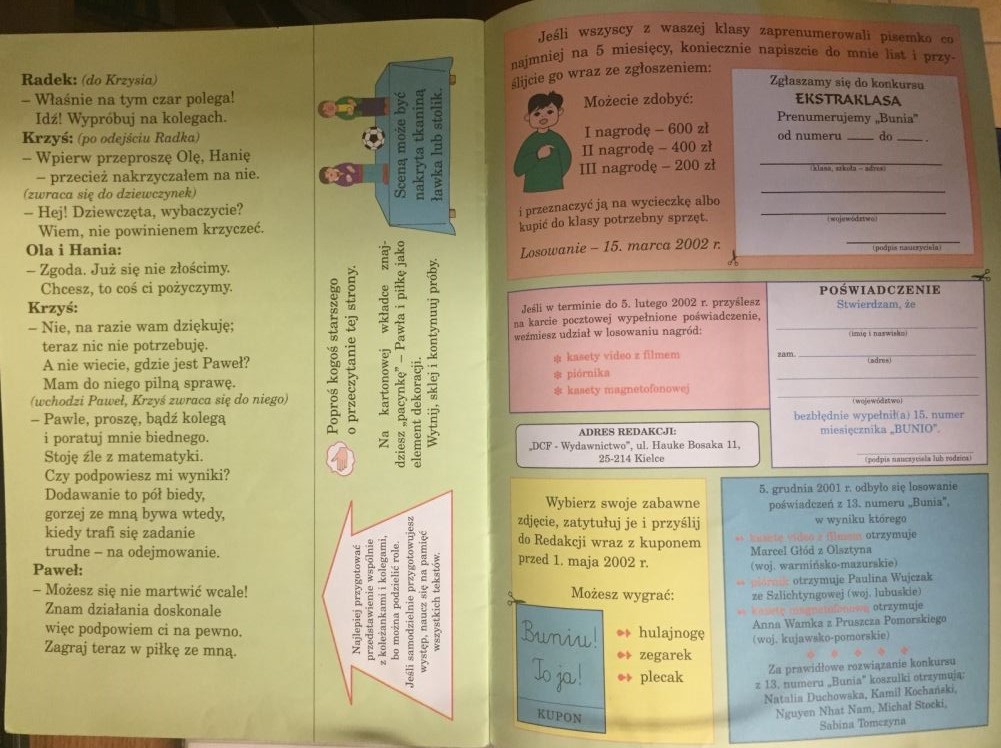 Radek: (do Krzysia)
– Właśnie na tym czar polega!
Idź! Wypróbuj na kolegach.
Krzyś: (po odejściu Radka)
– Wpierw przeproszę Olę, Hanię
– przecież nakrzyczałem na nie.
(zwraca się do dziewczynek)
– Hej! Dziewczęta, wybaczycie?
Wiem, nie powinienem krzyczeć.
Ola i Hania:
– Zgoda. Już się nie złościmy.
Chcesz, to coś ci pożyczymy.
Krzyś:
– Nie, na razie wam dziękuję;
teraz nic nie potrzebuję.
A nie wiecie, gdzie jest Paweł?
Mam do niego pilną sprawę.
(wchodzi Paweł, Krzyś zwraca się do niego)
– Pawle, proszę, bądź kolegą
i poratuj mnie biednego.
Stoję źle z matematyki.
Czy podpowiesz mi wyniki?
Dodawanie to pół biedy,
gorzej ze mną bywa wtedy,
kiedy trafi się zadanie
trudne – na odejmowanie.
Paweł:
– Możesz się nie martwić wcale!
Znam działania doskonale
więc podpowiem ci na pewno.
Zagraj teraz w piłkę ze mną.
Sceną może być
nakryta tkaniną
ławka lub stolik.
Poproś kogoś starszego
o przeczytanie tej strony.
Na kartonowej wkładce znaj-
dziesz „pacynkę” – Pawła i piłkę jako
element dekoracji.
Wytnij, sklej i kontynuuj próby.
Najlepiej przygotować
przedstawienie wspólnie
z koleżankami i kolegami,
bo można podzielić role.
Jeśli samodzielnie przygotowujesz
występ, naucz się na pamięć
wszystkich tekstów.
Jeśli wszyscy z waszej klasy zaprenumerowali pisemko co
najmniej na 5 miesięcy, koniecznie napiszcie do mnie list i przy-
ślijcie go wraz ze zgłoszeniem:
Możecie zdobyć:
I nagrodę – 600 zł
II nagrodę – 400 zł
III nagrodę – 200 zł
i przeznaczyć ją na wycieczkę albo
kupić do klasy potrzebny sprzęt.
Losowanie – 15. marca 2002 r.
Zgłaszamy się do konkursu
EKSTRAKLASA
Prenumerujemy „Bunia”
od numeru ____ do ____ .
(klasa, szkoła – adres)
(województwo)
(podpis nauczyciela)
Jeśli w terminie do 5. lutego 2002 r. przyślesz
na karcie pocztowej wypełnione poświadczenie,
weźmiesz udział w losowaniu nagród:
❄ kasety video z filmem
❄ piórnika
❄ kasety magnetofonowej
POŚWIADCZENIE
Stwierdzam, że
(imię i nazwisko)
zam.
(adres)
(województwo)
bezbłędnie wypełnił(a) 15. numer
miesięcznika „BUNIO”.
(podpis nauczyciela lub rodzica)
ADRES REDAKCJI:
„DCF - Wydawnictwo”, ul. Hauke Bosaka 11,
25-214 Kielce
Wybierz swoje zabawne
zdjęcie, zatytułuj je i przyślij
do Redakcji wraz z kuponem
przed 1. maja 2002 r.
Możesz wygrać:
hulajnogę
zegarek
plecak
Buniu!
To ja!
KUPON
5. grudnia 2001 r. odbyło się losowanie
poświadczeń z 13. numeru „Bunia”,
w wyniku którego
kasetę video z filmem otrzymuje
Marcel Głód z Olsztyna
(woj. warmińsko-mazurskie)
piórnik otrzymuje Paulina Wujczak
ze Szlichtyngowej (woj. lubuskie)
kasetę magnetofonową otrzymuje
Anna Wamka z Pruszcza Pomorskiego
(woj. kujawsko-pomorskie)
Za prawidłowe rozwiązanie konkursu
z 13. numeru „Bunia” koszulki otrzymują:
Natalia Duchowska, Kamil Kochański,
Nguyen Nhat Nam, Michał Stocki,
Sabina Tomczyna